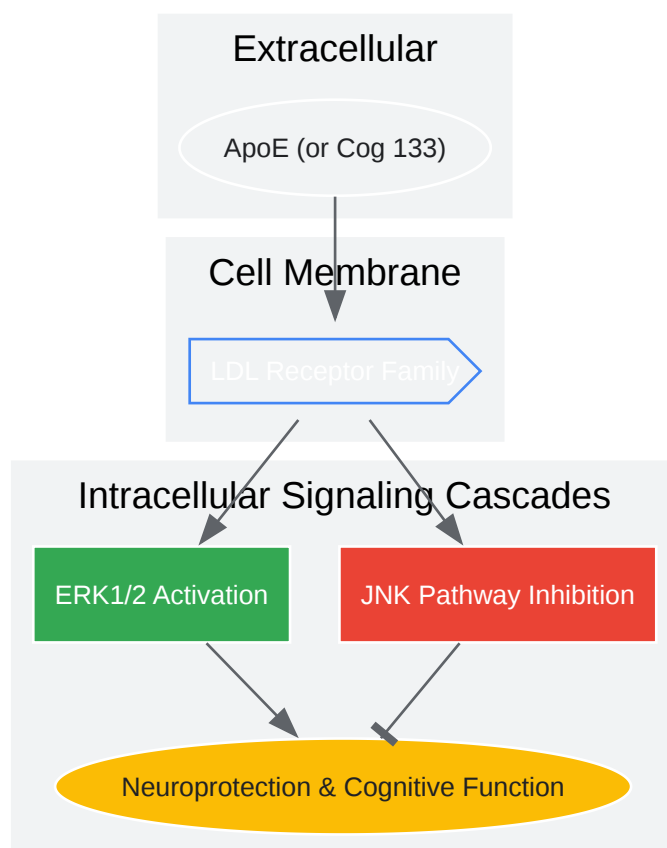 Extracellular
ApoE (or Cog 133)
Cell Membrane
LDL Receptor Family
Intracellular Signaling Cascades
ERK1/2 Activation
JNK Pathway Inhibition
Neuroprotection & Cognitive Function